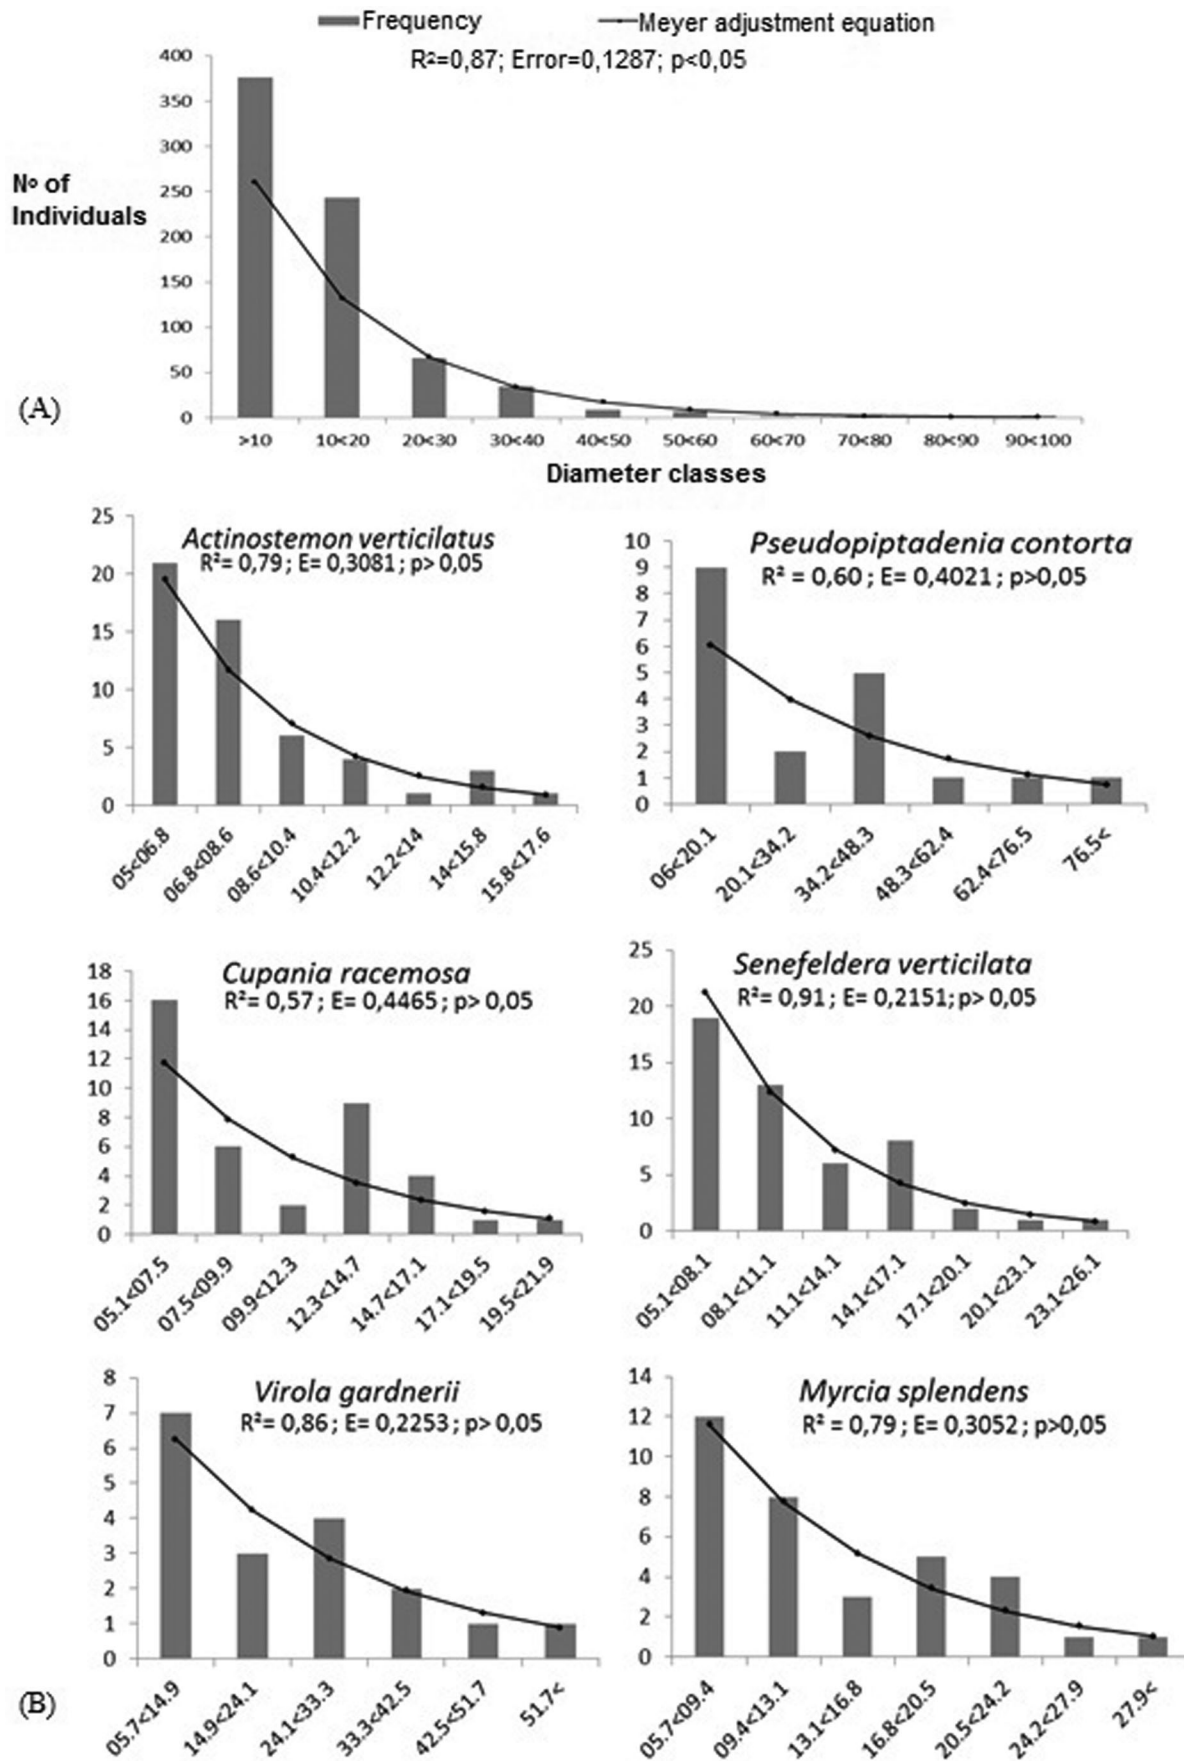 Frequency Meyer adjustment equation
R²=0,87; Error=0,1287; p<0,05
400
350
300
250
200
150
100
50
0
Nº of
Individuals
(A)
>10 10<20 20<30 30<40 40<50 50<60 60<70 70<80 80<90 90<100
Diameter classes
Actinostemon verticilatus
R²= 0,79 ; E= 0,3081 ; p> 0,05
25
20
15
10
5
0
05<06.8 06.8<08.6 08.6<10.4 10.4<12.2 12.2<14 14<15.8 15.8<17.6
Pseudopiptadenia contorta
R² = 0,60 ; E= 0,4021 ; p>0,05
10
9
8
7
6
5
4
3
2
1
0
06<20.1 20.1<34.2 34.2<48.3 48.3<62.4 62.4<76.5 76.5<
Cupania racemosa
R²= 0,57 ; E= 0,4465 ; p> 0,05
18
16
14
12
10
8
6
4
2
0
05.1<07.5 07.5<09.9 09.9<12.3 12.3<14.7 14.7<17.1 17.1<19.5 19.5<21.9
Senefeldera verticilata
R²= 0,91 ; E= 0,2151; p> 0,05
25
20
15
10
5
0
05.1<08.1 08.1<11.1 11.1<14.1 14.1<17.1 17.1<20.1 20.1<23.1 23.1<26.1
Virola gardnerii
R²= 0,86 ; E= 0,2253 ; p> 0,05
8
7
6
5
4
3
2
1
0
05.7<14.9 14.9<24.1 24.1<33.3 33.3<42.5 42.5<51.7 51.7<
Myrcia splendens
R² = 0,79 ; E= 0,3052 ; p>0,05
14
12
10
8
6
4
2
0
05.7<09.4 09.4<13.1 13.1<16.8 16.8<20.5 20.5<24.2 24.2<27.9 27.9<
(B)